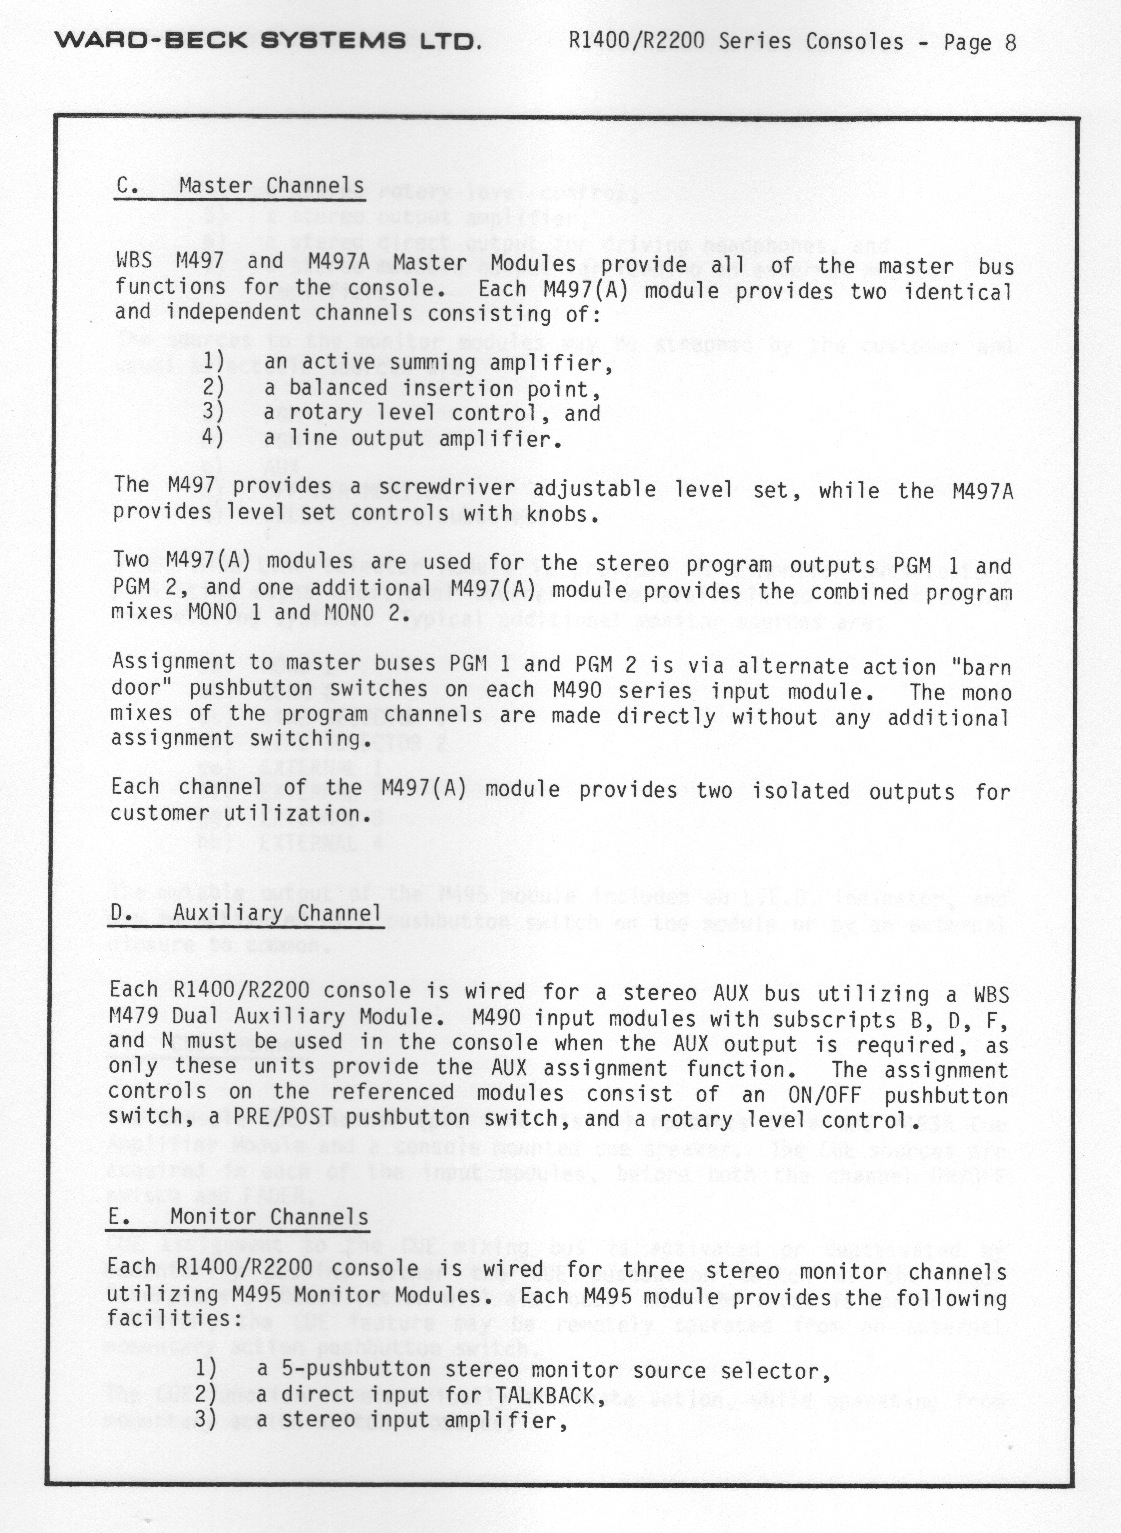 WARD-BECK SYSTEMS LTD. R1400/R2200 Series Consoles - Page 8
C. Master Channels
WBS M497 and M497A Master Modules provide all of the master bus
functions for the console. Each M497(A) module provides two identical
and independent channels consisting of:
1) an active summing amplifier,
2) a balanced insertion point,
3) a rotary level control, and
4) a line output amplifier.
The M497 provides a screwdriver adjustable level set, while the M497A
provides level set controls with knobs.
Two M497(A) modules are used for the stereo program outputs PGM 1 and
PGM 2, and one additional M497(A) module provides the combined program
mixes MONO 1 and MONO 2.
Assignment to master buses PGM 1 and PGM 2 is via alternate action "barn
door" pushbutton switches on each M490 series input module. The mono
mixes of the program channels are made directly without any additional
assignment switching.
Each channel of the M497(A) module provides two isolated outputs for
customer utilization.
D. Auxiliary Channel
Each R1400/R2200 console is wired for a stereo AUX bus utilizing a WBS
M479 Dual Auxiliary Module. M490 input modules with subscripts B, D, F,
and N must be used in the console when the AUX output is required, as
only these units provide the AUX assignment function. The assignment
controls on the referenced modules consist of an ON/OFF pushbutton
switch, a PRE/POST pushbutton switch, and a rotary level control.
E. Monitor Channels
Each R1400/R2200 console is wired for three stereo monitor channels
utilizing M495 Monitor Modules. Each M495 module provides the following
facilities:
1) a 5-pushbutton stereo monitor source selector,
2) a direct input for TALKBACK,
3) a stereo input amplifier,